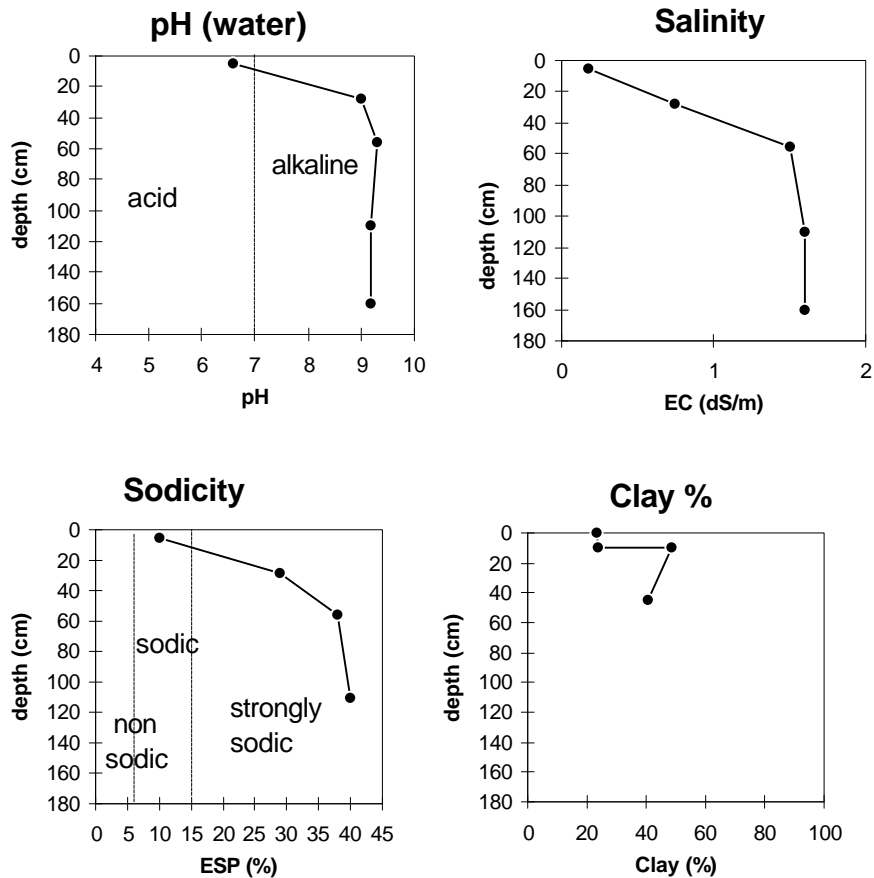 pH (water)
0
20
40
60
80
100
120
140
160
180
depth (cm)
acid
alkaline
4 5 6 7 8 9 10
pH
Salinity
0
20
40
60
80
100
120
140
160
180
depth (cm)
0 1 2
EC (dS/m)
Sodicity
0
20
40
60
80
100
120
140
160
180
depth (cm)
sodic
non
sodic
strongly
sodic
0 5 10 15 20 25 30 35 40 45
ESP (%)
Clay %
0
20
40
60
80
100
120
140
160
180
depth (cm)
0 20 40 60 80 100
Clay (%)